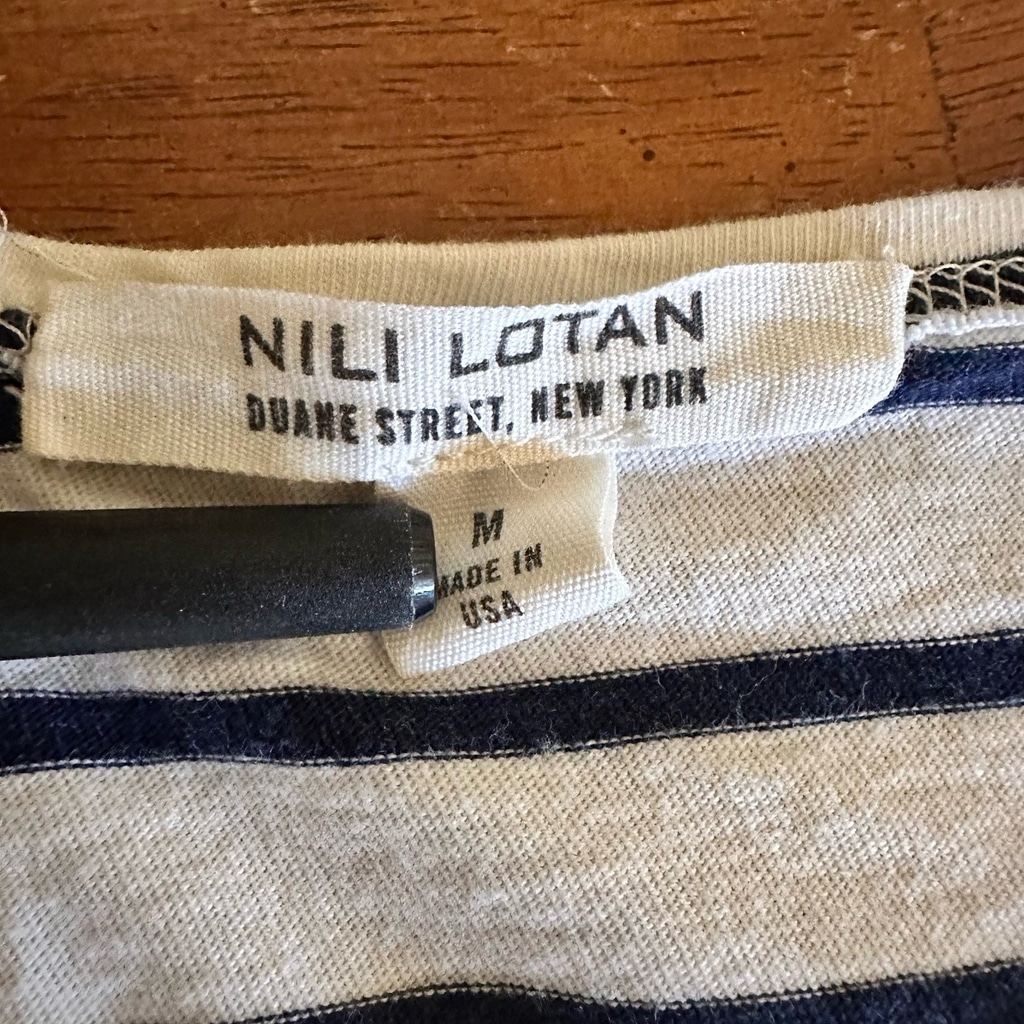 NILI LOTAN
DUANE STREET, NEW YORK
M
MADE IN
USA